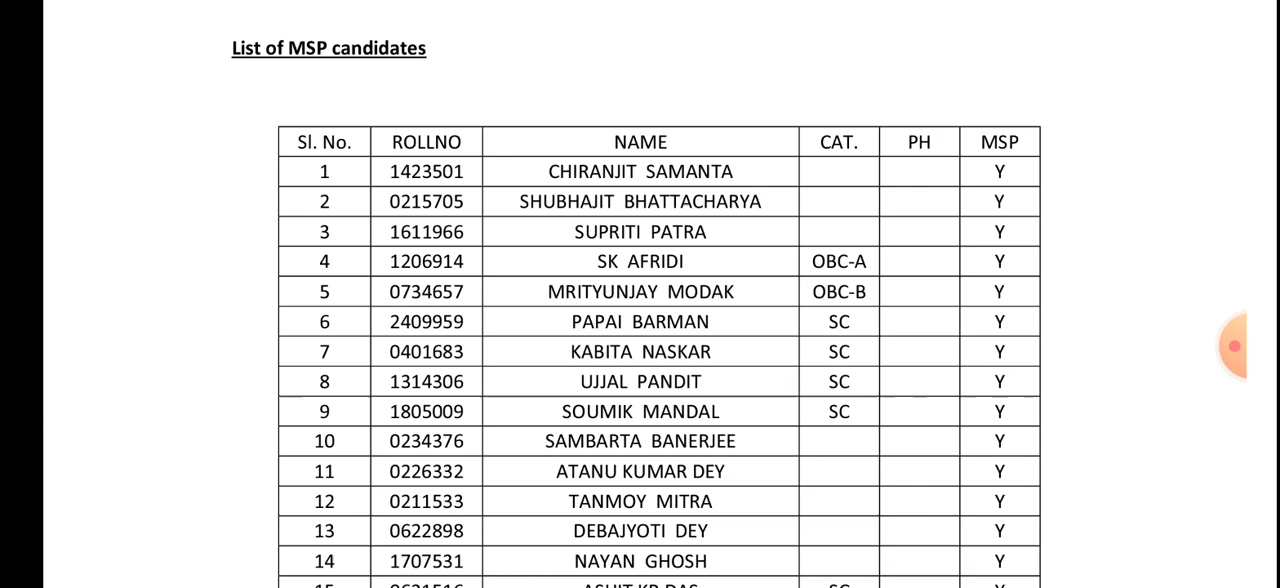 List of MSP candidates
Sl. No. ROLLNO NAME CAT. PH MSP
1 1423501 CHIRANJIT SAMANTA Y
2 0215705 SHUBHAJIT BHATTACHARYA Y
3 1611966 SUPRITI PATRA Y
4 1206914 SK AFRIDI OBC-A Y
5 0734657 MRITYUNJAY MODAK OBC-B Y
6 2409959 PAPAI BARMAN SC Y
7 0401683 KABITA NASKAR SC Y
8 1314306 UJJAL PANDIT SC Y
9 1805009 SOUMIK MANDAL SC Y
10 0234376 SAMBARTA BANERJEE Y
11 0226332 ATANU KUMAR DEY Y
12 0211533 TANMOY MITRA Y
13 0622898 DEBAJYOTI DEY Y
14 1707531 NAYAN GHOSH Y